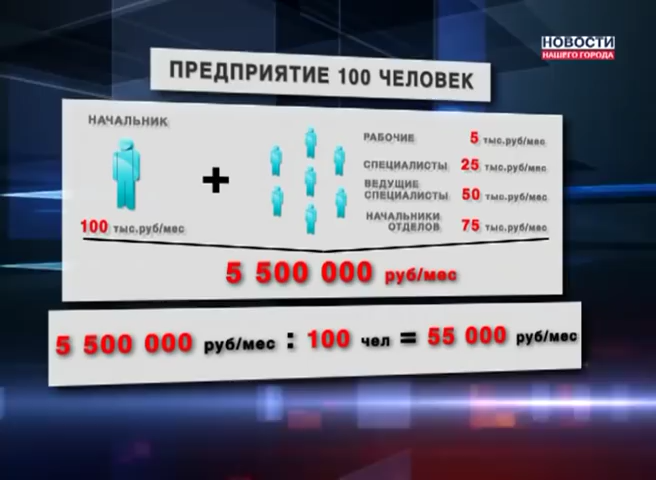 НОВОСТИ
НАШЕГО ГОРОДА
ПРЕДПРИЯТИЕ 100 ЧЕЛОВЕК
НАЧАЛЬНИК
100 тыс.руб/мес
+
РАБОЧИЕ 5 тыс.руб/мес
СПЕЦИАЛИСТЫ 25 тыс.руб/мес
ВЕДУЩИЕ
СПЕЦИАЛИСТЫ 50 тыс.руб/мес
НАЧАЛЬНИКИ
ОТДЕЛОВ 75 тыс.руб/мес
5 500 000 руб/мес
5 500 000 руб/мес : 100 чел = 55 000 руб/мес